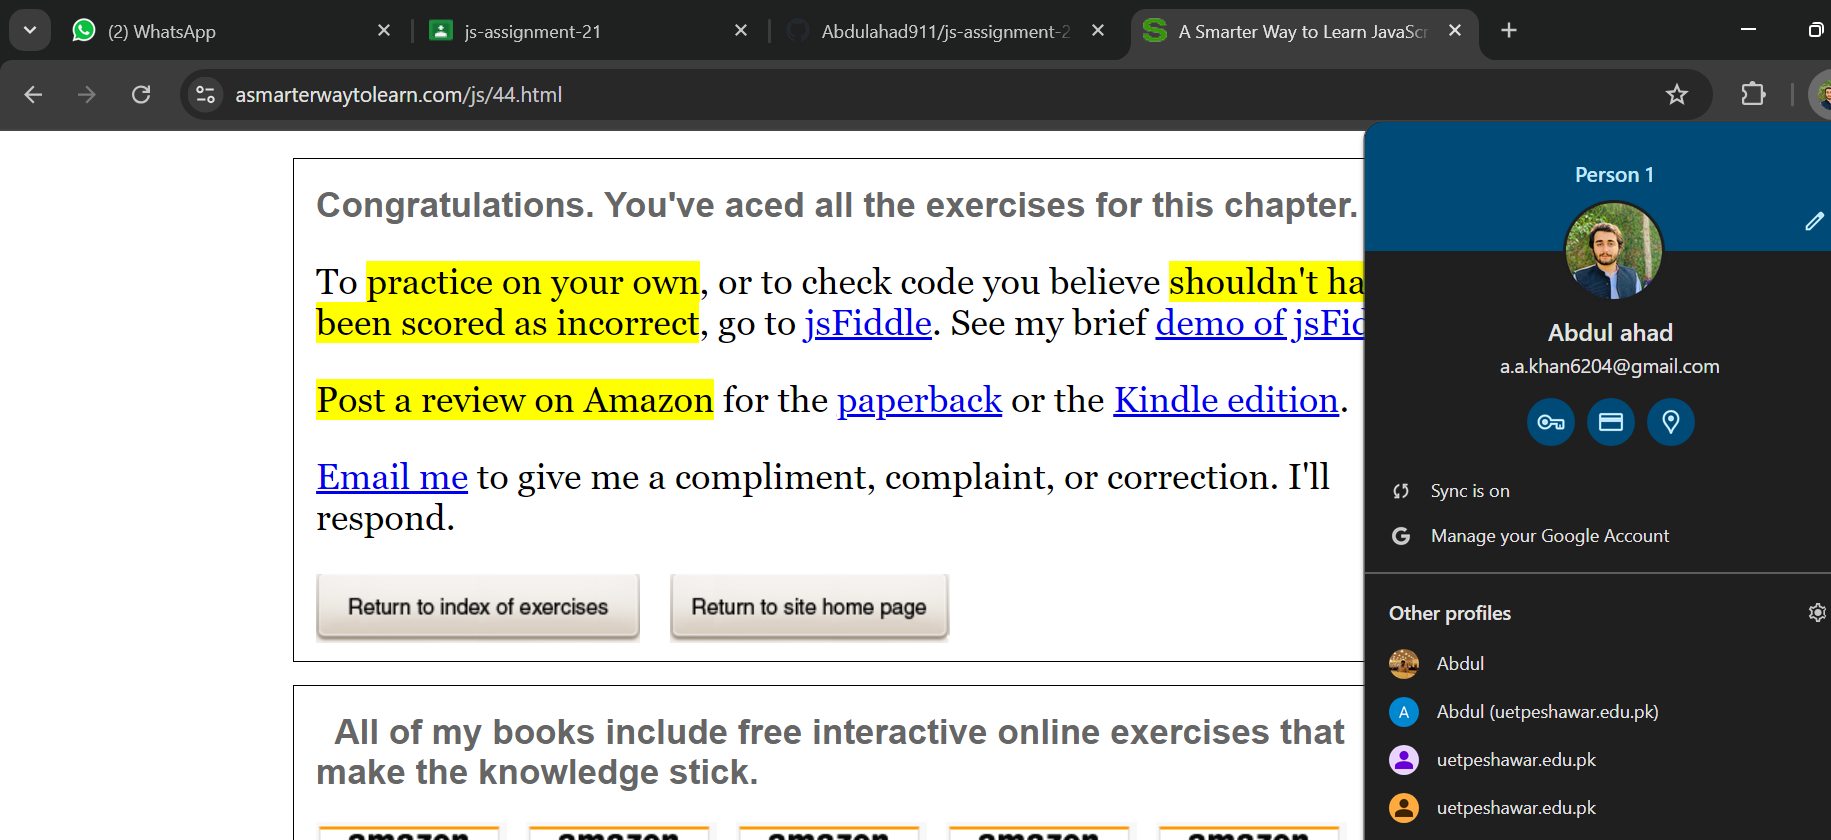 (2) WhatsApp
js-assignment-21
Abdulahad911/js-assignment-2
A Smarter Way to Learn JavaScr
asmarterwaytolearn.com/js/44.html
Congratulations. You've aced all the exercises for this chapter.
To practice on your own, or to check code you believe shouldn't ha
been scored as incorrect, go to jsFiddle. See my brief demo of jsFid
Post a review on Amazon for the paperback or the Kindle edition.
Email me to give me a compliment, complaint, or correction. I'll
respond.
Return to index of exercises
Return to site home page
All of my books include free interactive online exercises that
make the knowledge stick.
amazon amazon amazon amazon amazon
Person 1
Abdul ahad
a.a.khan6204@gmail.com
Sync is on
G Manage your Google Account
Other profiles
Abdul
A Abdul (uetpeshawar.edu.pk)
uetpeshawar.edu.pk
uetpeshawar.edu.pk